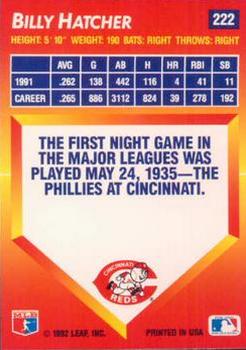 BILLY HATCHER
222
HEIGHT: 5' 10" WEIGHT: 190 BATS: RIGHT THROWS: RIGHT
AVG G AB H HR RBI SB
1991 .262 138 442 116 4 41 11
CAREER .265 886 3112 824 39 278 192
THE FIRST NIGHT GAME IN
THE MAJOR LEAGUES WAS
PLAYED MAY 24, 1935—THE
PHILLIES AT CINCINNATI.
CINCINNATI
REDS
MLB
© 1992 LEAF, INC.
PRINTED IN USA